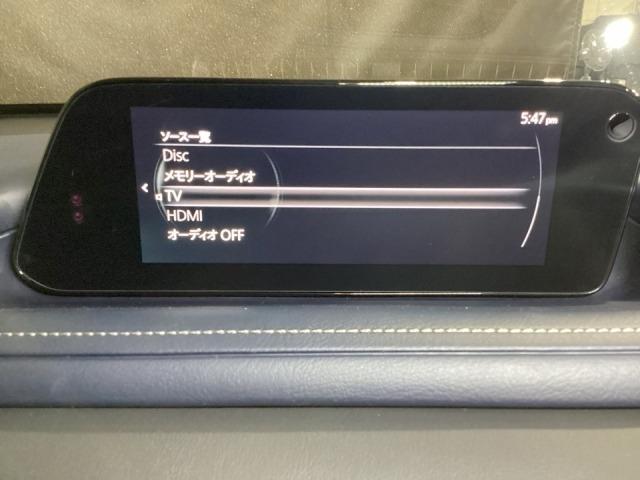 5:47pm
ソース一覧
Disc
メモリーオーディオ
TV
HDMI
オーディオ OFF